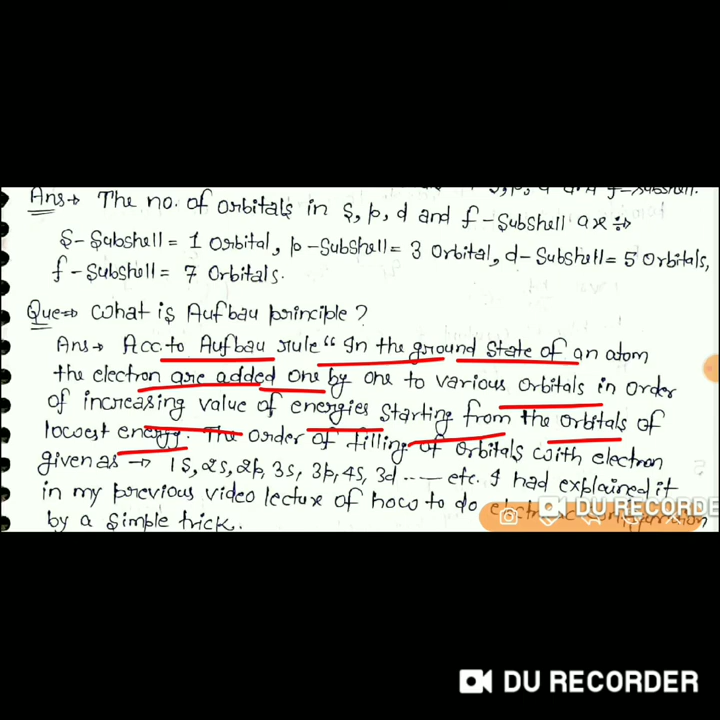 Ans→ The no. of orbitals in s, p, d and f-subshell are ÷→
s-subshell = 1 orbital, p-subshell = 3 orbital, d-subshell = 5 orbitals,
f-subshell = 7 orbitals.
Que⇒ What is Aufbau principle?
Ans→ Acc. to Aufbau rule "In the ground state of an atom
the electron are added one by one to various orbitals in order
of increasing value of energies starting from the orbitals of
lowest energy. The order of filling of orbitals with electron
given as → 1s, 2s, 2p, 3s, 3p, 4s, 3d ...... etc. I had explained it
in my previous video lecture of how to do
by a simple trick.
DU RECORDE
DU RECORDER